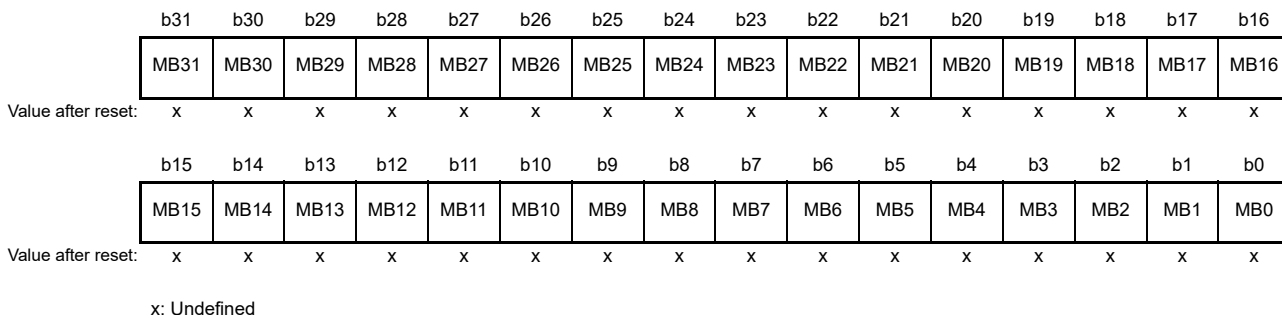 b31 b30 b29 b28 b27 b26 b25 b24 b23 b22 b21 b20 b19 b18 b17 b16
MB31 MB30 MB29 MB28 MB27 MB26 MB25 MB24 MB23 MB22 MB21 MB20 MB19 MB18 MB17 MB16
Value after reset: x x x x x x x x x x x x x x x x
b15 b14 b13 b12 b11 b10 b9 b8 b7 b6 b5 b4 b3 b2 b1 b0
MB15 MB14 MB13 MB12 MB11 MB10 MB9 MB8 MB7 MB6 MB5 MB4 MB3 MB2 MB1 MB0
Value after reset: x x x x x x x x x x x x x x x x
x: Undefined